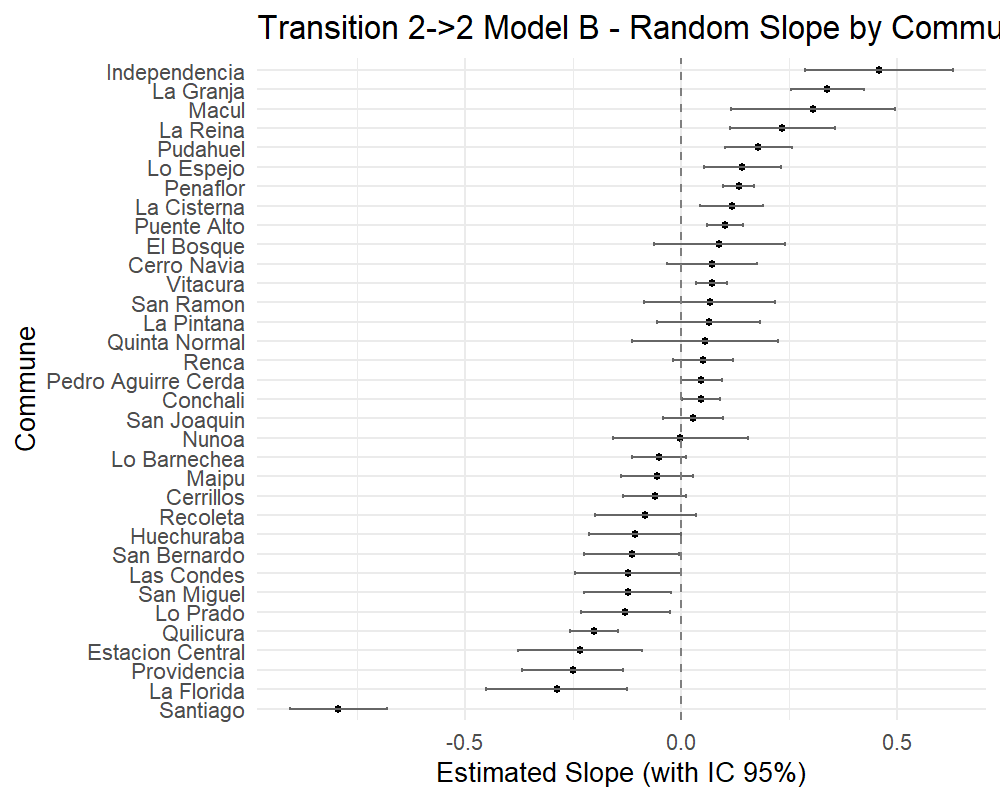 Transition 2->2 Model B - Random Slope by Commu
Independencia
La Granja
Macul
La Reina
Pudahuel
Lo Espejo
Penaflor
La Cisterna
Puente Alto
El Bosque
Cerro Navia
Vitacura
San Ramon
La Pintana
Quinta Normal
Renca
Pedro Aguirre Cerda
Conchali
San Joaquin
Nunoa
Lo Barnechea
Maipu
Cerrillos
Recoleta
Huechuraba
San Bernardo
Las Condes
San Miguel
Lo Prado
Quilicura
Estacion Central
Providencia
La Florida
Santiago
Commune
-0.5 0.0 0.5
Estimated Slope (with IC 95%)